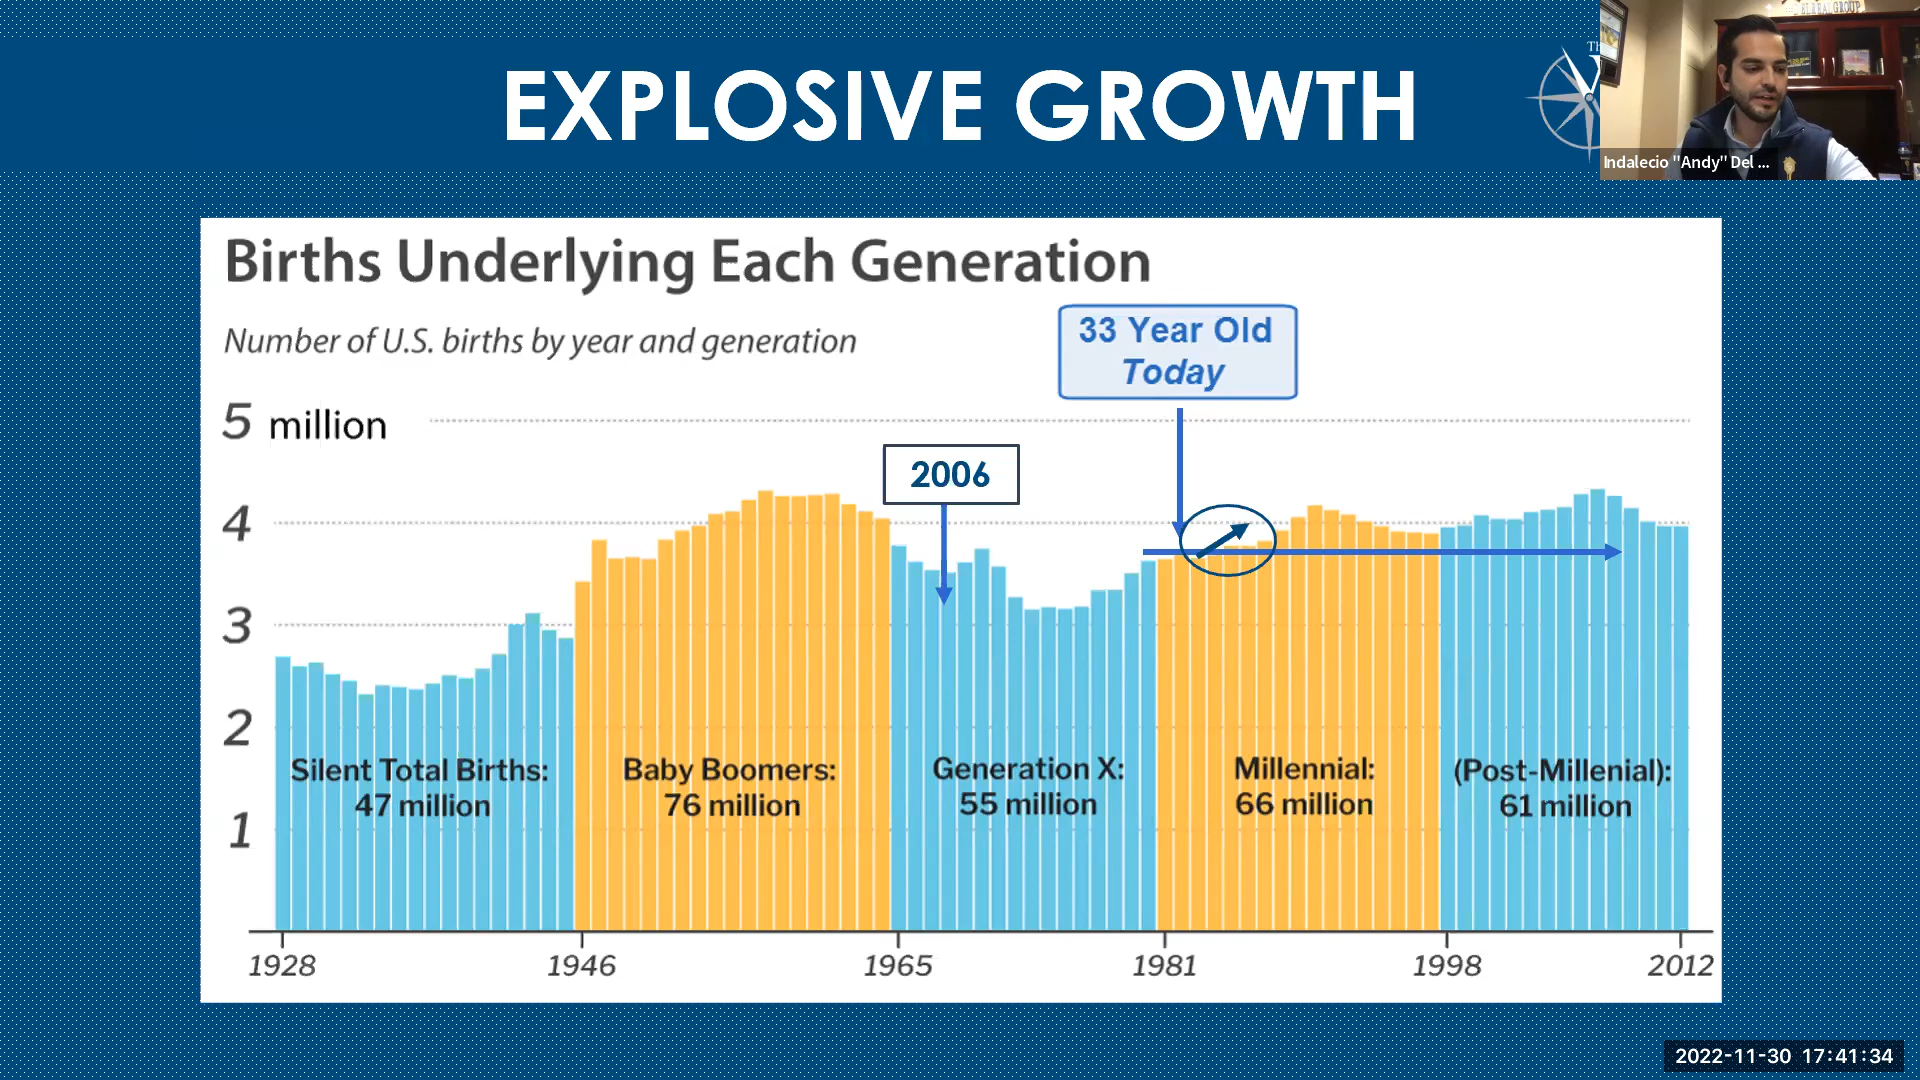 EXPLOSIVE GROWTH
TH
Indalecio "Andy" Del ...
Births Underlying Each Generation
Number of U.S. births by year and generation
33 Year Old
Today
5 million
2006
4
3
2
1
Silent Total Births:
47 million
Baby Boomers:
76 million
Generation X:
55 million
Millennial:
66 million
(Post-Millenial):
61 million
1928
1946
1965
1981
1998
2012
2022-11-30 17:41:34